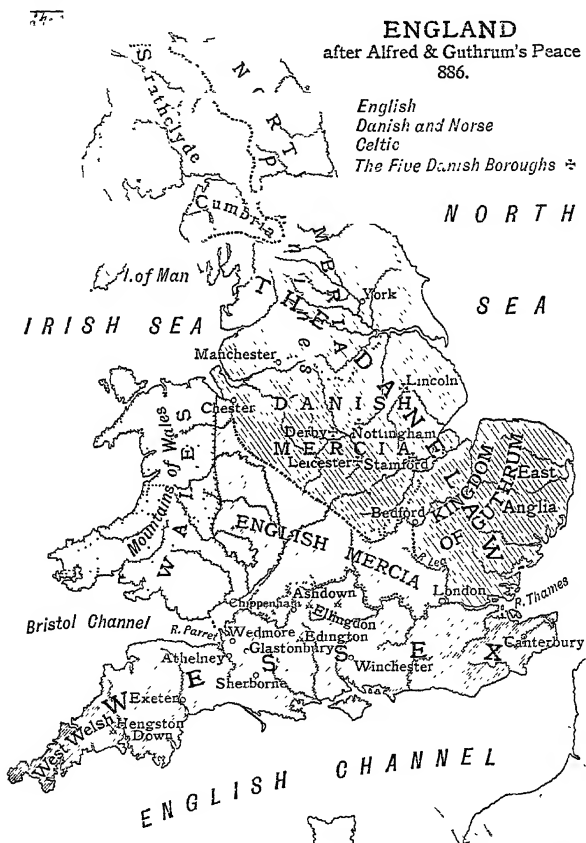 ENGLAND
after Alfred & Guthrum's Peace
886.
English
Danish and Norse
Celtic
The Five Danish Boroughs
Strathclyde
NORTHUMBRIA
Cumbria
NORTH
SEA
I. of Man
IRISH SEA
York
THE DANELAW
Manchester
Lincoln
Chester
DANISH
MERCIA
Derby
Nottingham
Leicester
Stamford
Mountains of Wales
WALES
KINGDOM
OF GUTHRUM
East
Anglia
Bedford
R. Lea
ENGLISH MERCIA
London
R. Thames
Ashdown
Chippenham
Ellingdon
Bristol Channel
R. Parret
Wedmore
Edington
Glastonbury
Canterbury
Athelney
Winchester
Sherborne
WESSEX
Exeter
West Welsh
Hengston
Down
ENGLISH CHANNEL